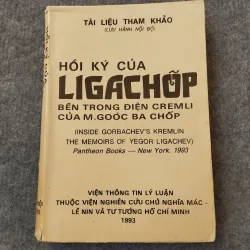 TÀI LIỆU THAM KHẢO
(LƯU HÀNH NỘI BỘ)
HỒI KÝ CỦA
LIGACHỐP
BÊN TRONG ĐIỆN CREMLI
CỦA M.GOÓC BA CHỐP
(INSIDE GORBACHEV'S KREMLIN
THE MEMOIRS OF YEGOR LIGACHEV)
Pantheon Books — New York. 1993
VIỆN THÔNG TIN LÝ LUẬN
THUỘC VIỆN NGHIÊN CỨU CHỦ NGHĨA MÁC -
LÊ NIN VÀ TƯ TƯỞNG HỒ CHÍ MINH
1993